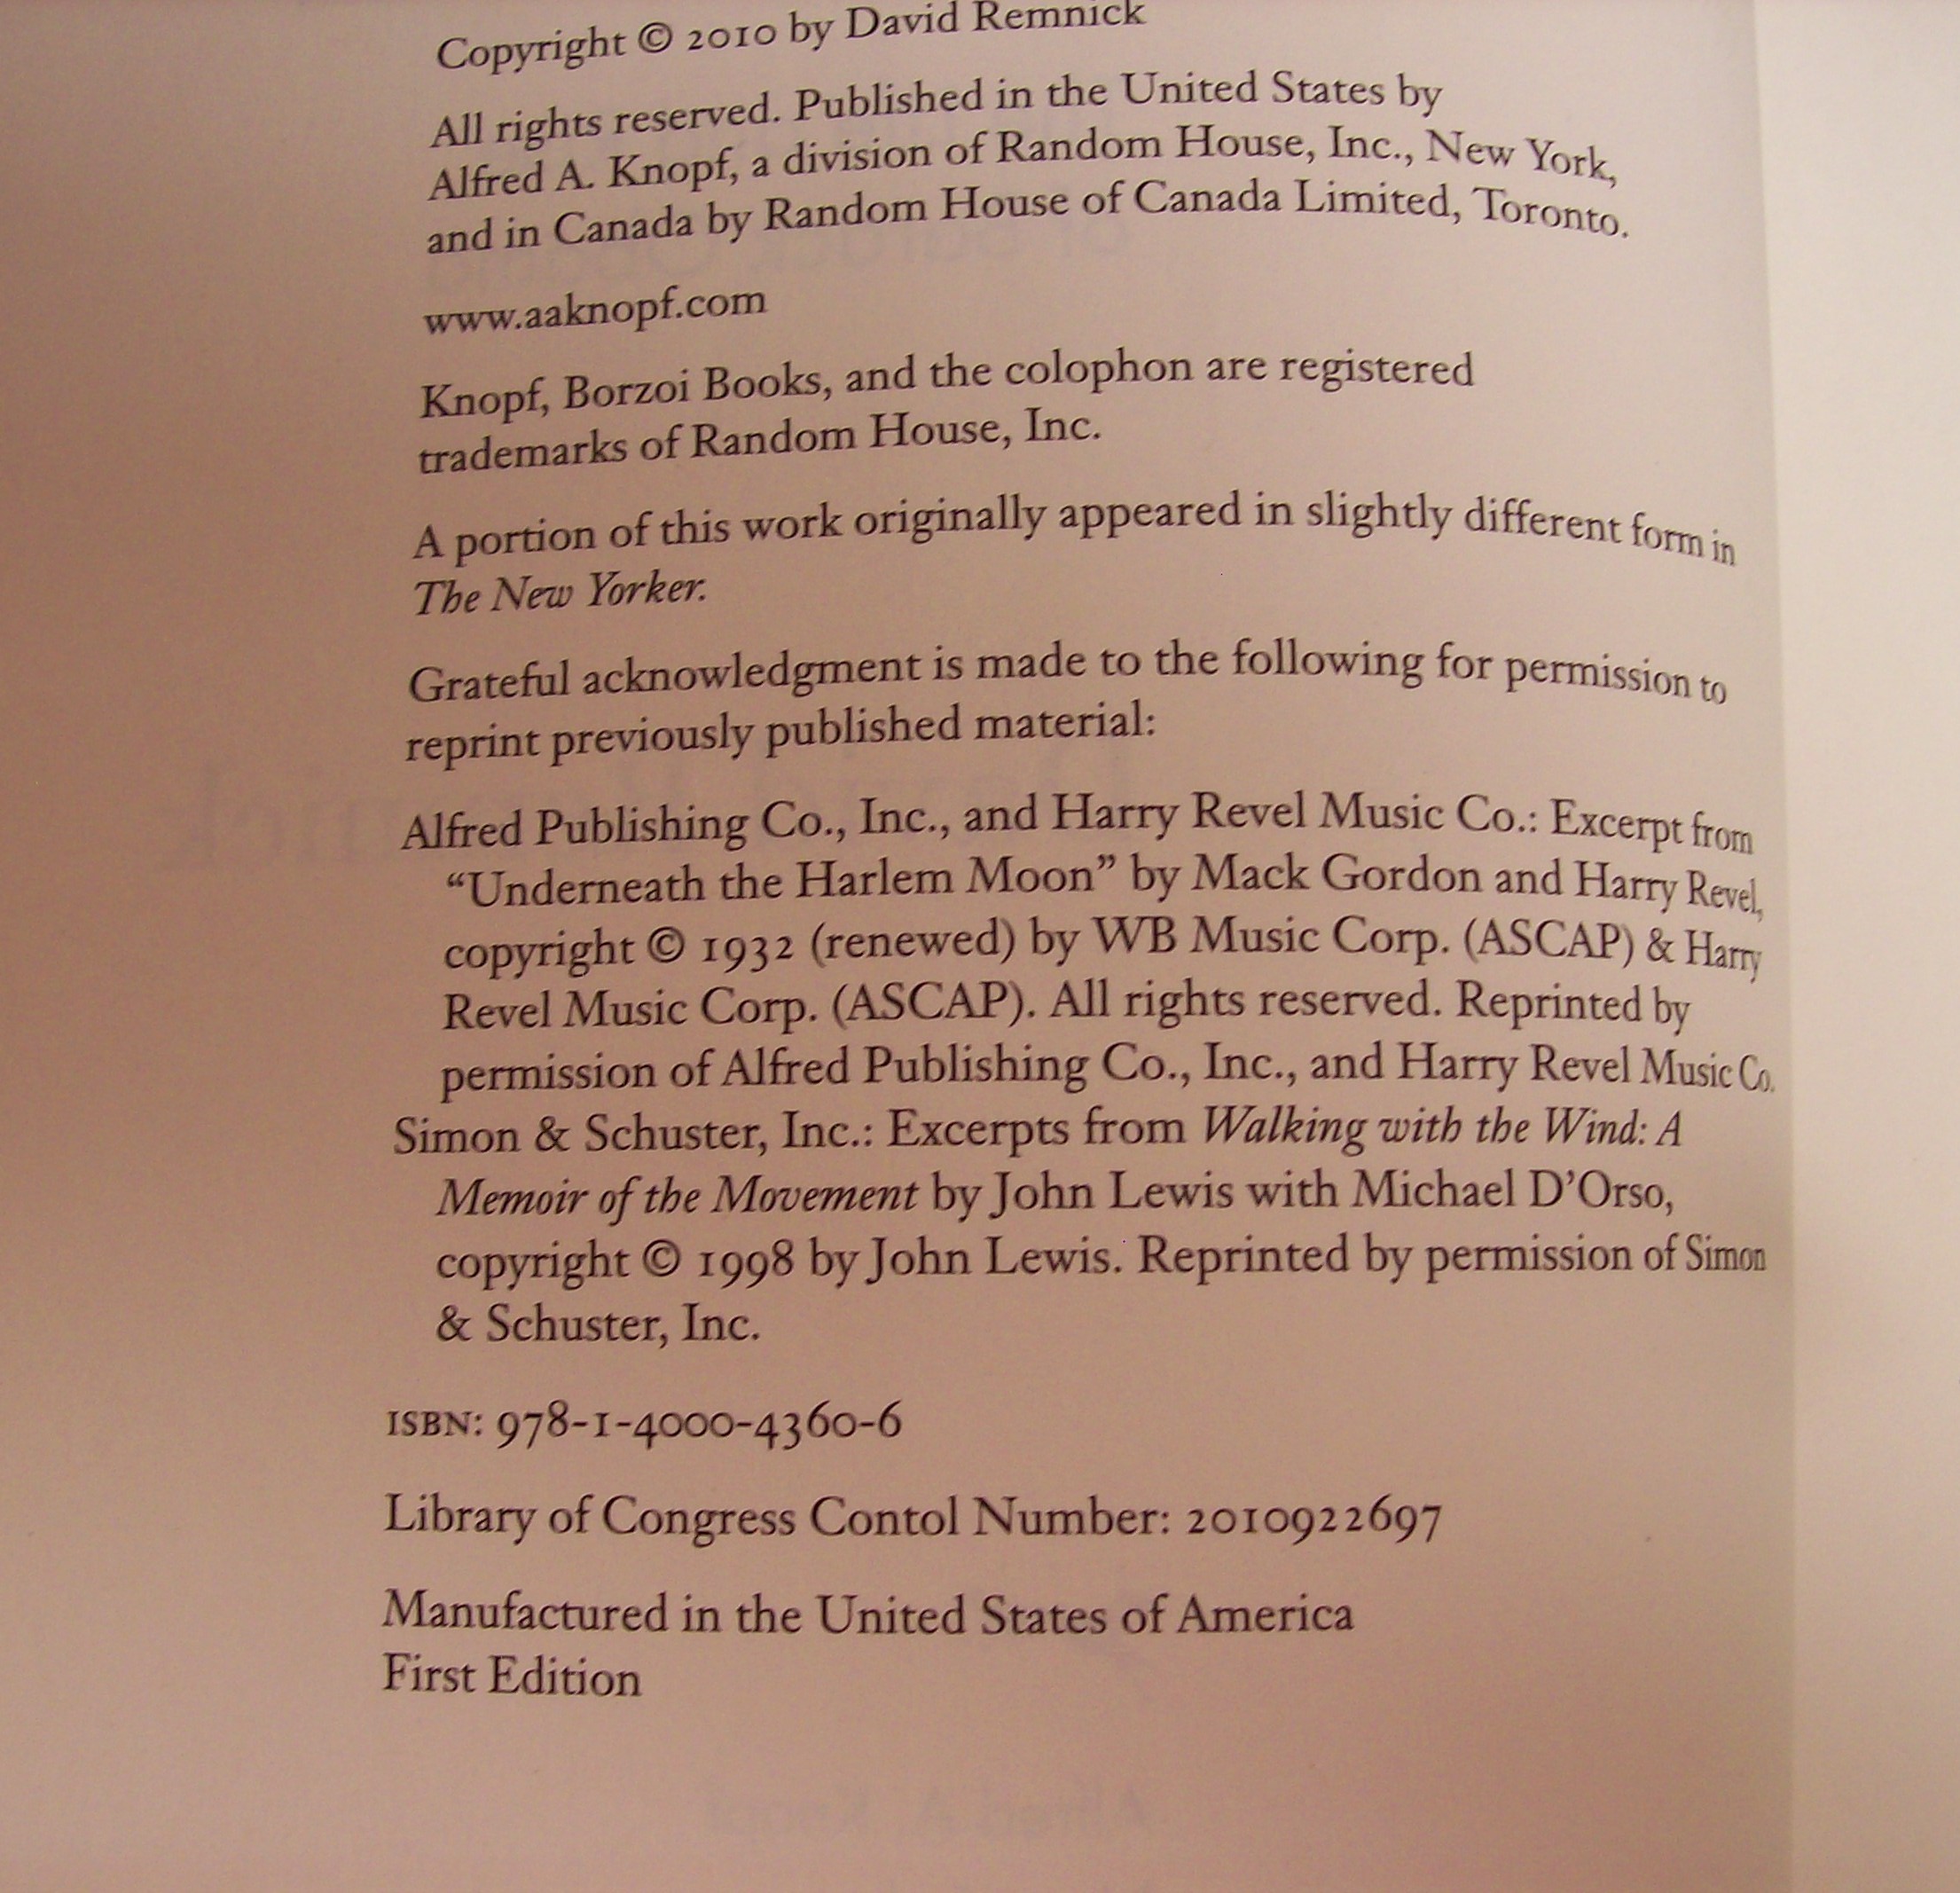 Copyright © 2010 by David Remnick
All rights reserved. Published in the United States by
Alfred A. Knopf, a division of Random House, Inc., New York,
and in Canada by Random House of Canada Limited, Toronto.
www.aaknopf.com
Knopf, Borzoi Books, and the colophon are registered
trademarks of Random House, Inc.
A portion of this work originally appeared in slightly different form in
The New Yorker.
Grateful acknowledgment is made to the following for permission to
reprint previously published material:
Alfred Publishing Co., Inc., and Harry Revel Music Co.: Excerpt from
“Underneath the Harlem Moon” by Mack Gordon and Harry Revel,
copyright © 1932 (renewed) by WB Music Corp. (ASCAP) & Harry
Revel Music Corp. (ASCAP). All rights reserved. Reprinted by
permission of Alfred Publishing Co., Inc., and Harry Revel Music Co.
Simon & Schuster, Inc.: Excerpts from Walking with the Wind: A
Memoir of the Movement by John Lewis with Michael D’Orso,
copyright © 1998 by John Lewis. Reprinted by permission of Simon
& Schuster, Inc.
ISBN: 978-1-4000-4360-6
Library of Congress Contol Number: 2010922697
Manufactured in the United States of America
First Edition